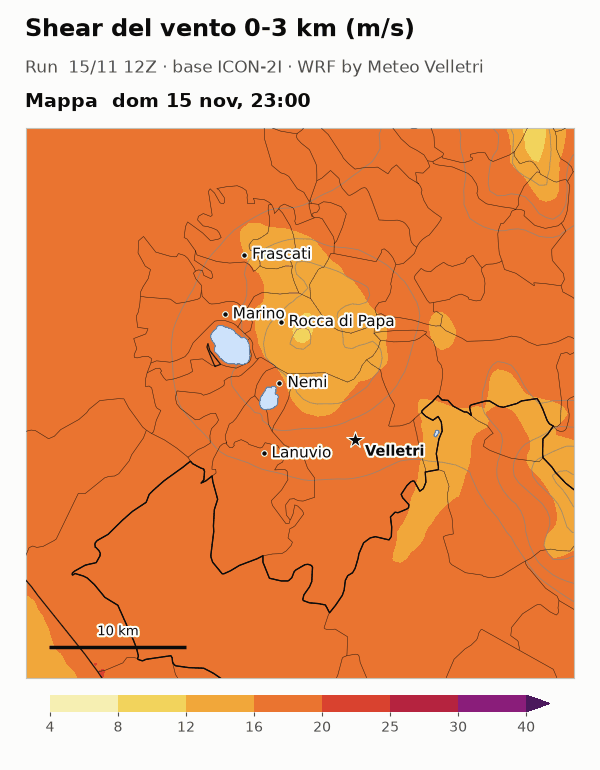 Shear del vento 0-3 km (m/s)
Run  15/11 12Z · base ICON-2I · WRF by Meteo Velletri
Mappa  dom 15 nov, 23:00
Frascati
Marino
Rocca di Papa
Nemi
Velletri
Lanuvio
10 km
4 8 12 16 20 25 30 40